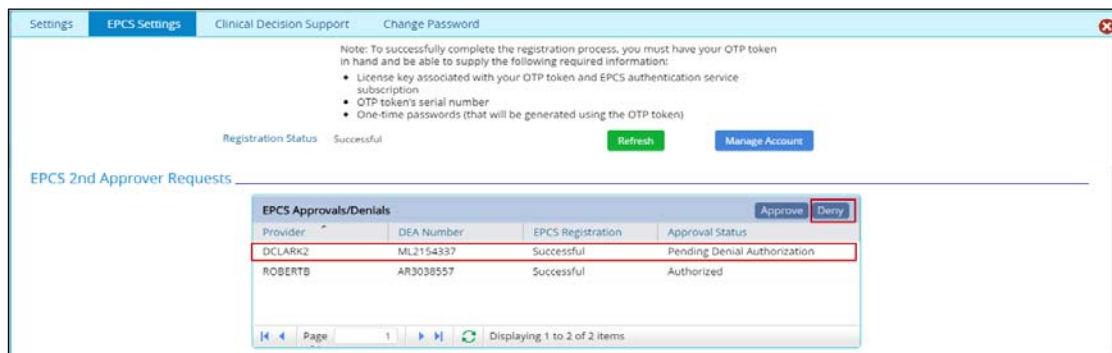 Settings EPCS Settings Clinical Decision Support Change Password
Note: To successfully complete the registration process, you must have your OTP token
in hand and be able to supply the following required information:
• License key associated with your OTP token and EPCS authentication service
subscription
• OTP token's serial number
• One-time passwords (that will be generated using the OTP token)
Registration Status Successful Refresh Manage Account
EPCS 2nd Approver Requests
EPCS Approvals/Denials Approve Deny
Provider DEA Number EPCS Registration Approval Status
DCLARK2 ML2154337 Successful Pending Denial Authorization
ROBERTB AR3038557 Successful Authorized
Page 1 Displaying 1 to 2 of 2 items